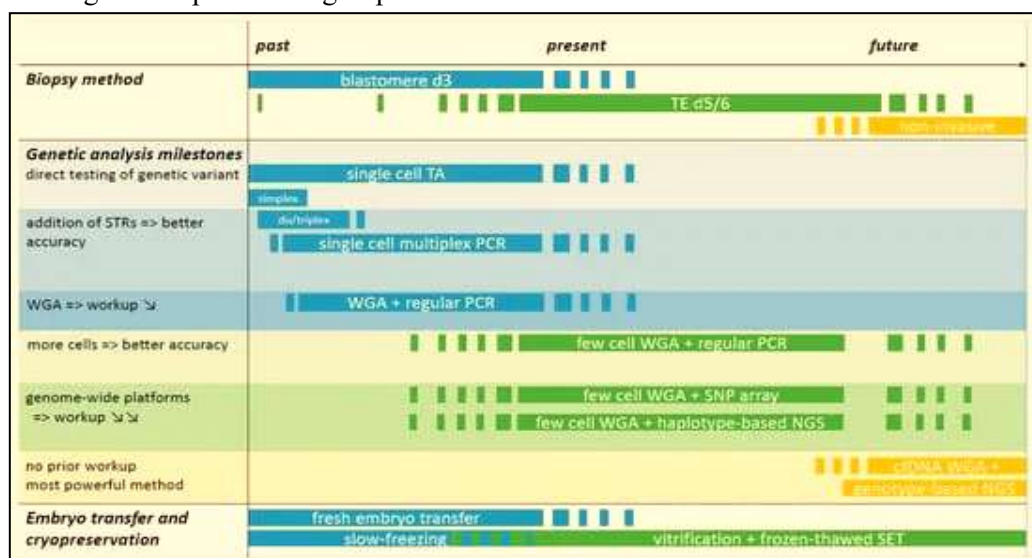 past present future
Biopsy method
blastomere d3
TE d5/6
non-invasive
Genetic analysis milestones
direct testing of genetic variant
single cell TA
simplex
du/triplex
addition of STRs => better
accuracy
single cell multiplex PCR
WGA => workup ↘
WGA + regular PCR
more cells => better accuracy
few cell WGA + regular PCR
genome-wide platforms
=> workup ↘↘
few cell WGA + SNP array
few cell WGA + haplotype-based NGS
no prior workup
most powerful method
cfDNA WGA +
genotype-based NGS
Embryo transfer and
cryopreservation
fresh embryo transfer
slow-freezing
vitrification + frozen-thawed SET